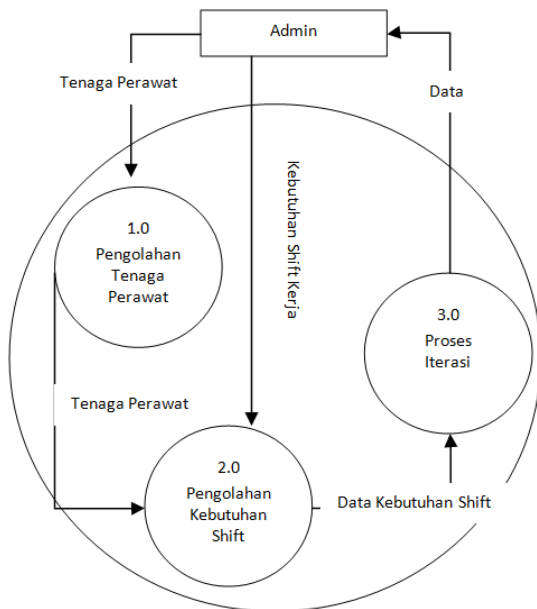 Admin
Tenaga Perawat
Data
Kebutuhan Shift Kerja
1.0
Pengolahan
Tenaga
Perawat
3.0
Proses
Iterasi
Tenaga Perawat
2.0
Pengolahan
Kebutuhan
Shift
Data Kebutuhan Shift